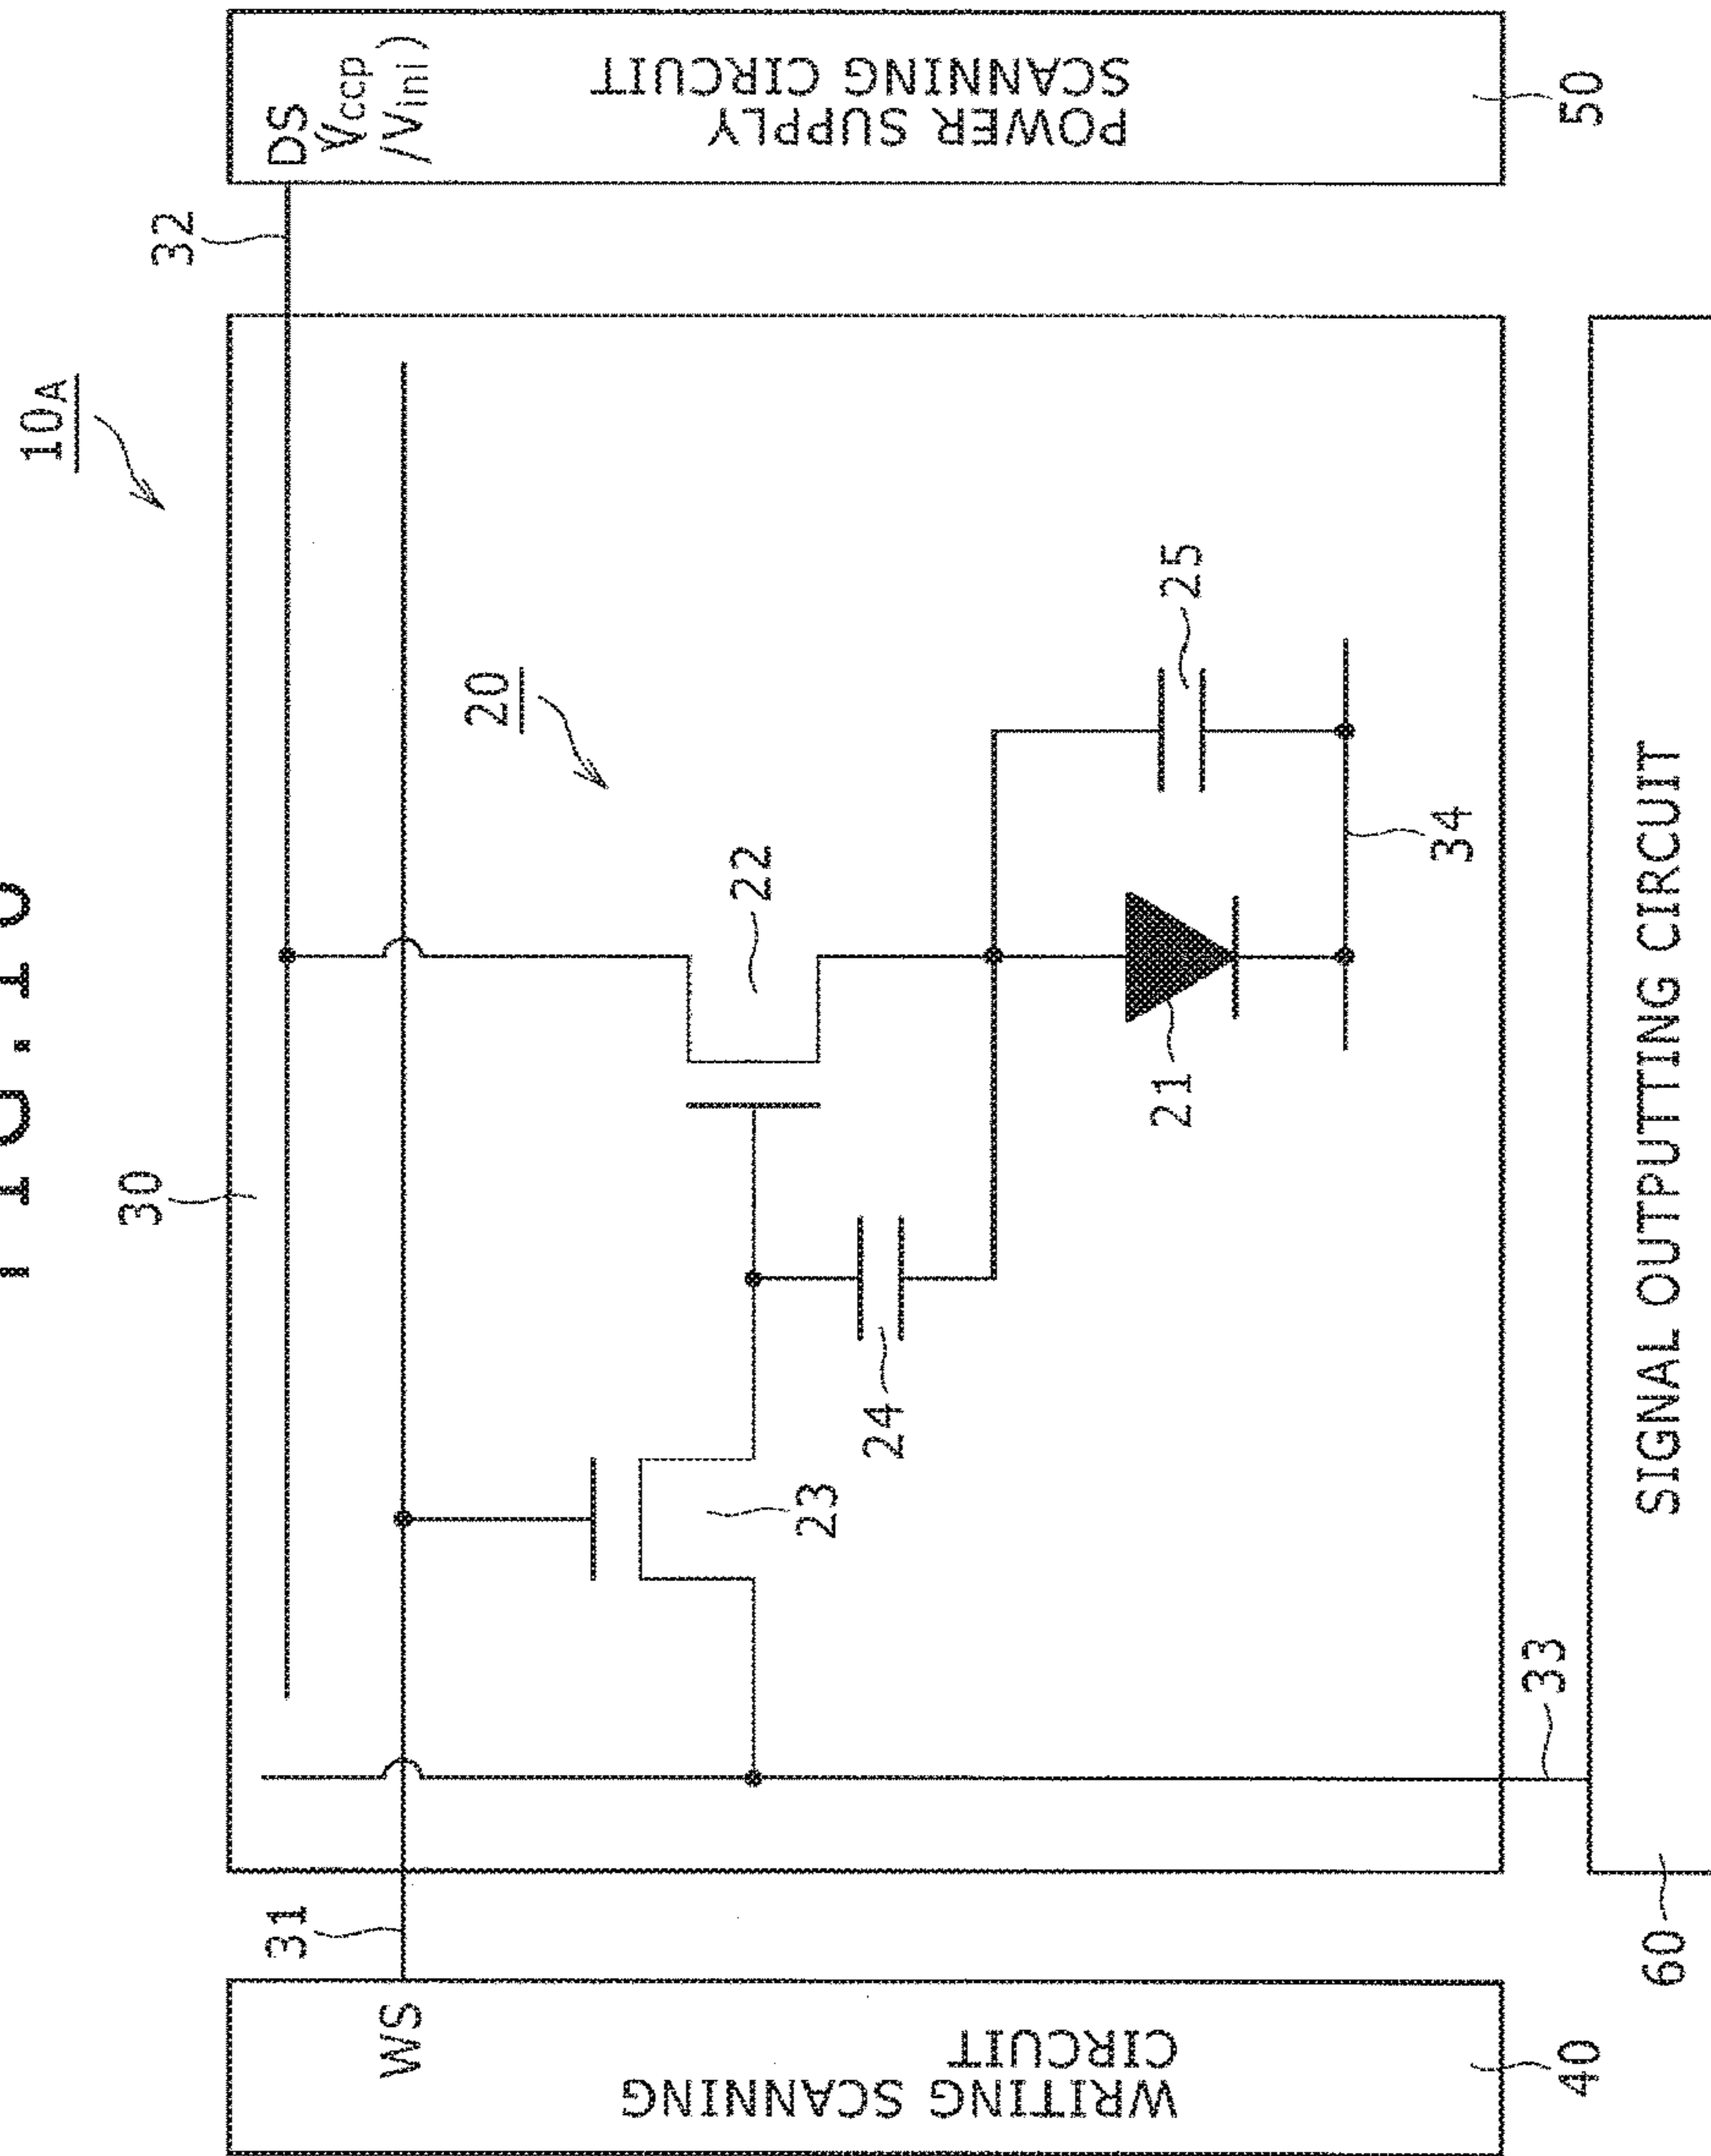 10A
30
32
31
DS
(Vccp
/Vini)
WS
20
22
23
24
25
21
34
WRITING SCANNING
CIRCUIT
POWER SUPPLY
SCANNING CIRCUIT
33
40
50
60
SIGNAL OUTPUTTING CIRCUIT